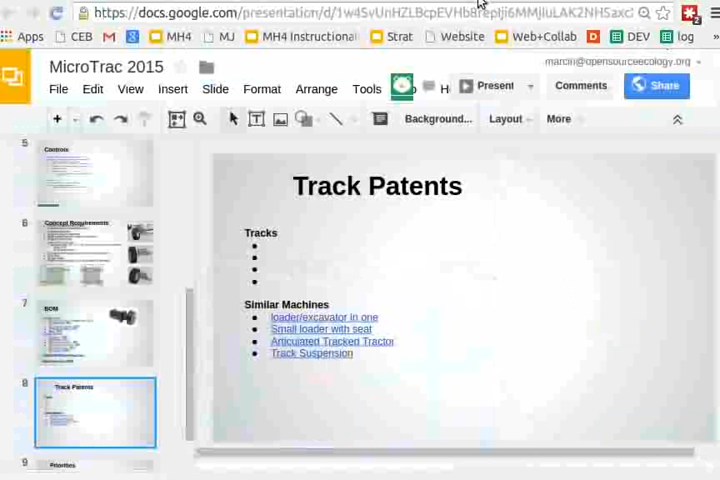 https://docs.google.com/presentation/d/
Apps CEB MH4 MJ MH4 Instructional Strat Website Web+Collab DEV log
MicroTrac 2015
marcin@opensourceecology.org
File Edit View Insert Slide Format Arrange Tools H
Present Comments Share
Background... Layout More
5
Controls
6
Concept Requirements
7
BOM
8
Track Patents
9
Priorities
Track Patents
Tracks
Similar Machines
loader/excavator in one
Small loader with seat
Articulated Tracked Tractor
Track Suspension